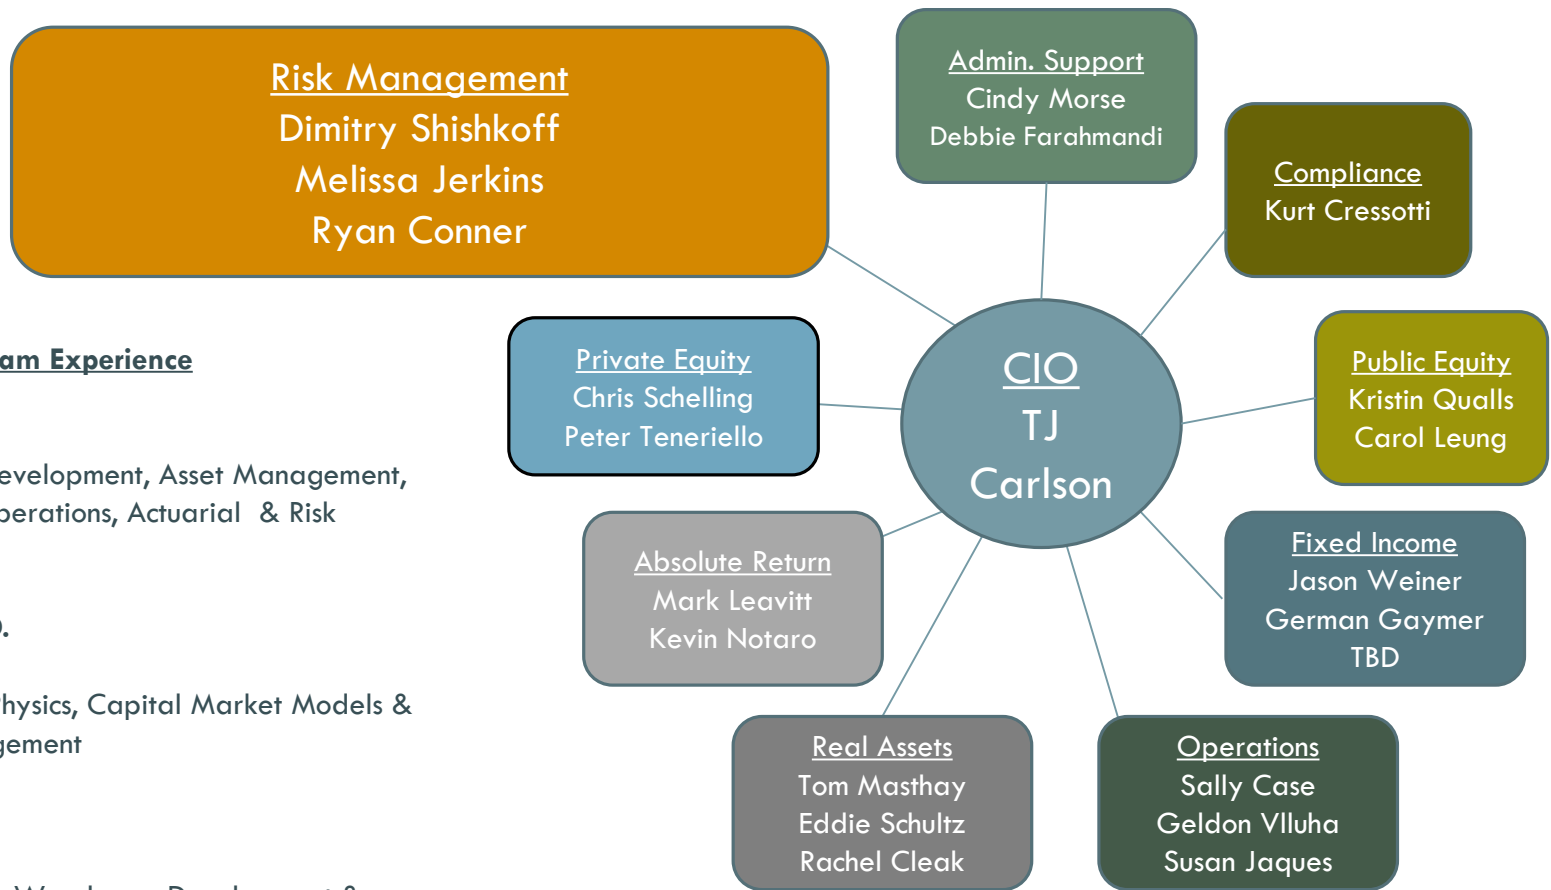 Risk Management
Dimitry Shishkoff
Melissa Jerkins
Ryan Conner
Admin. Support
Cindy Morse
Debbie Farahmandi
Compliance
Kurt Cressotti
am Experience
Private Equity
Chris Schelling
Peter Teneriello
CIO
TJ
Carlson
Public Equity
Kristin Qualls
Carol Leung
evelopment, Asset Management,
perations, Actuarial & Risk
Absolute Return
Mark Leavitt
Kevin Notaro
Fixed Income
Jason Weiner
German Gaymer
TBD
Physics, Capital Market Models &
gement
Real Assets
Tom Masthay
Eddie Schultz
Rachel Cleak
Operations
Sally Case
Geldon Vlluha
Susan Jaques